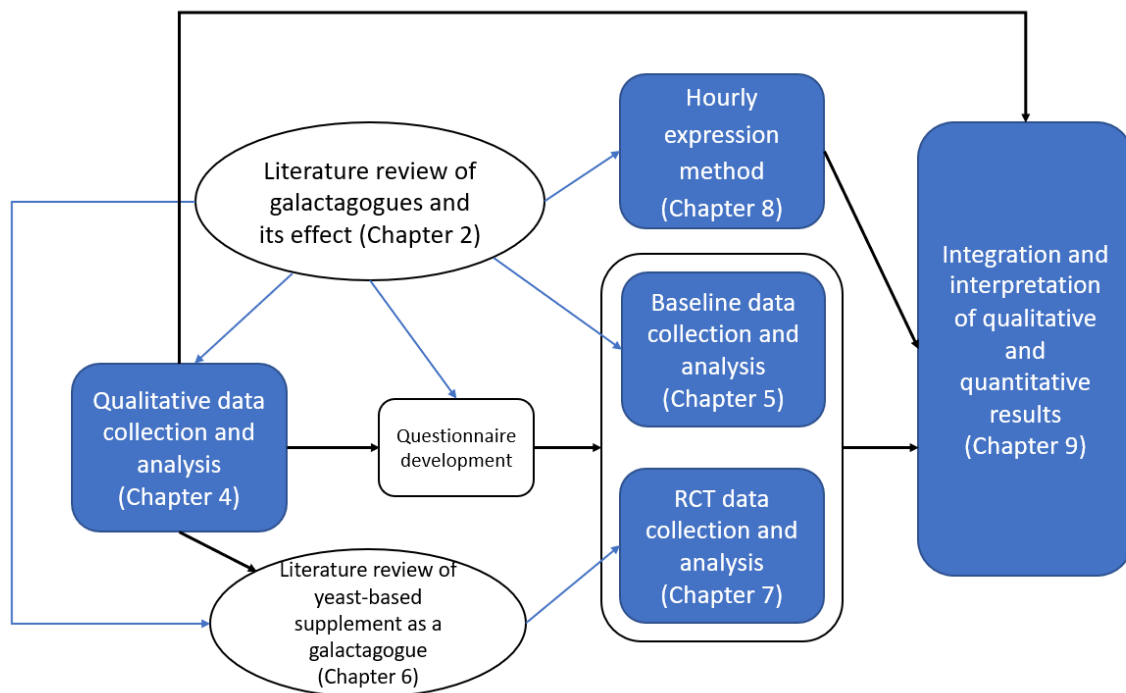 Literature review of
galactagogues and
its effect (Chapter 2)
Hourly
expression
method
(Chapter 8)
Qualitative data
collection and
analysis
(Chapter 4)
Questionnaire
development
Baseline data
collection and
analysis
(Chapter 5)
RCT data
collection and
analysis
(Chapter 7)
Literature review of
yeast-based
supplement as a
galactagogue
(Chapter 6)
Integration and
interpretation
of qualitative
and
quantitative
results
(Chapter 9)